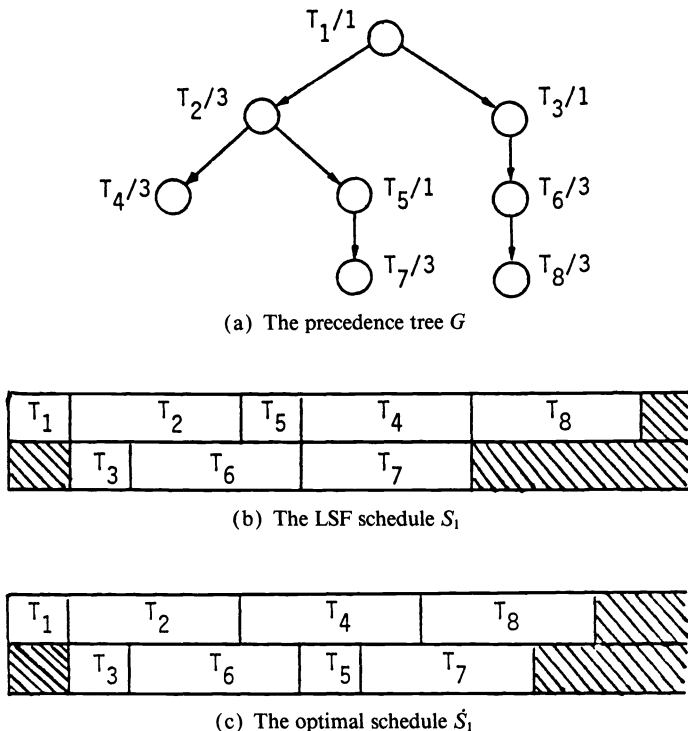 T₁/1
T₂/3 T₃/1
T₄/3 T₅/1 T₆/3
T₇/3 T₈/3
(a) The precedence tree G
T₁ T₂ T₅ T₄ T₈
T₃ T₆ T₇
(b) The LSF schedule S₁
T₁ T₂ T₄ T₈
T₃ T₆ T₅ T₇
(c) The optimal schedule Ṡ₁